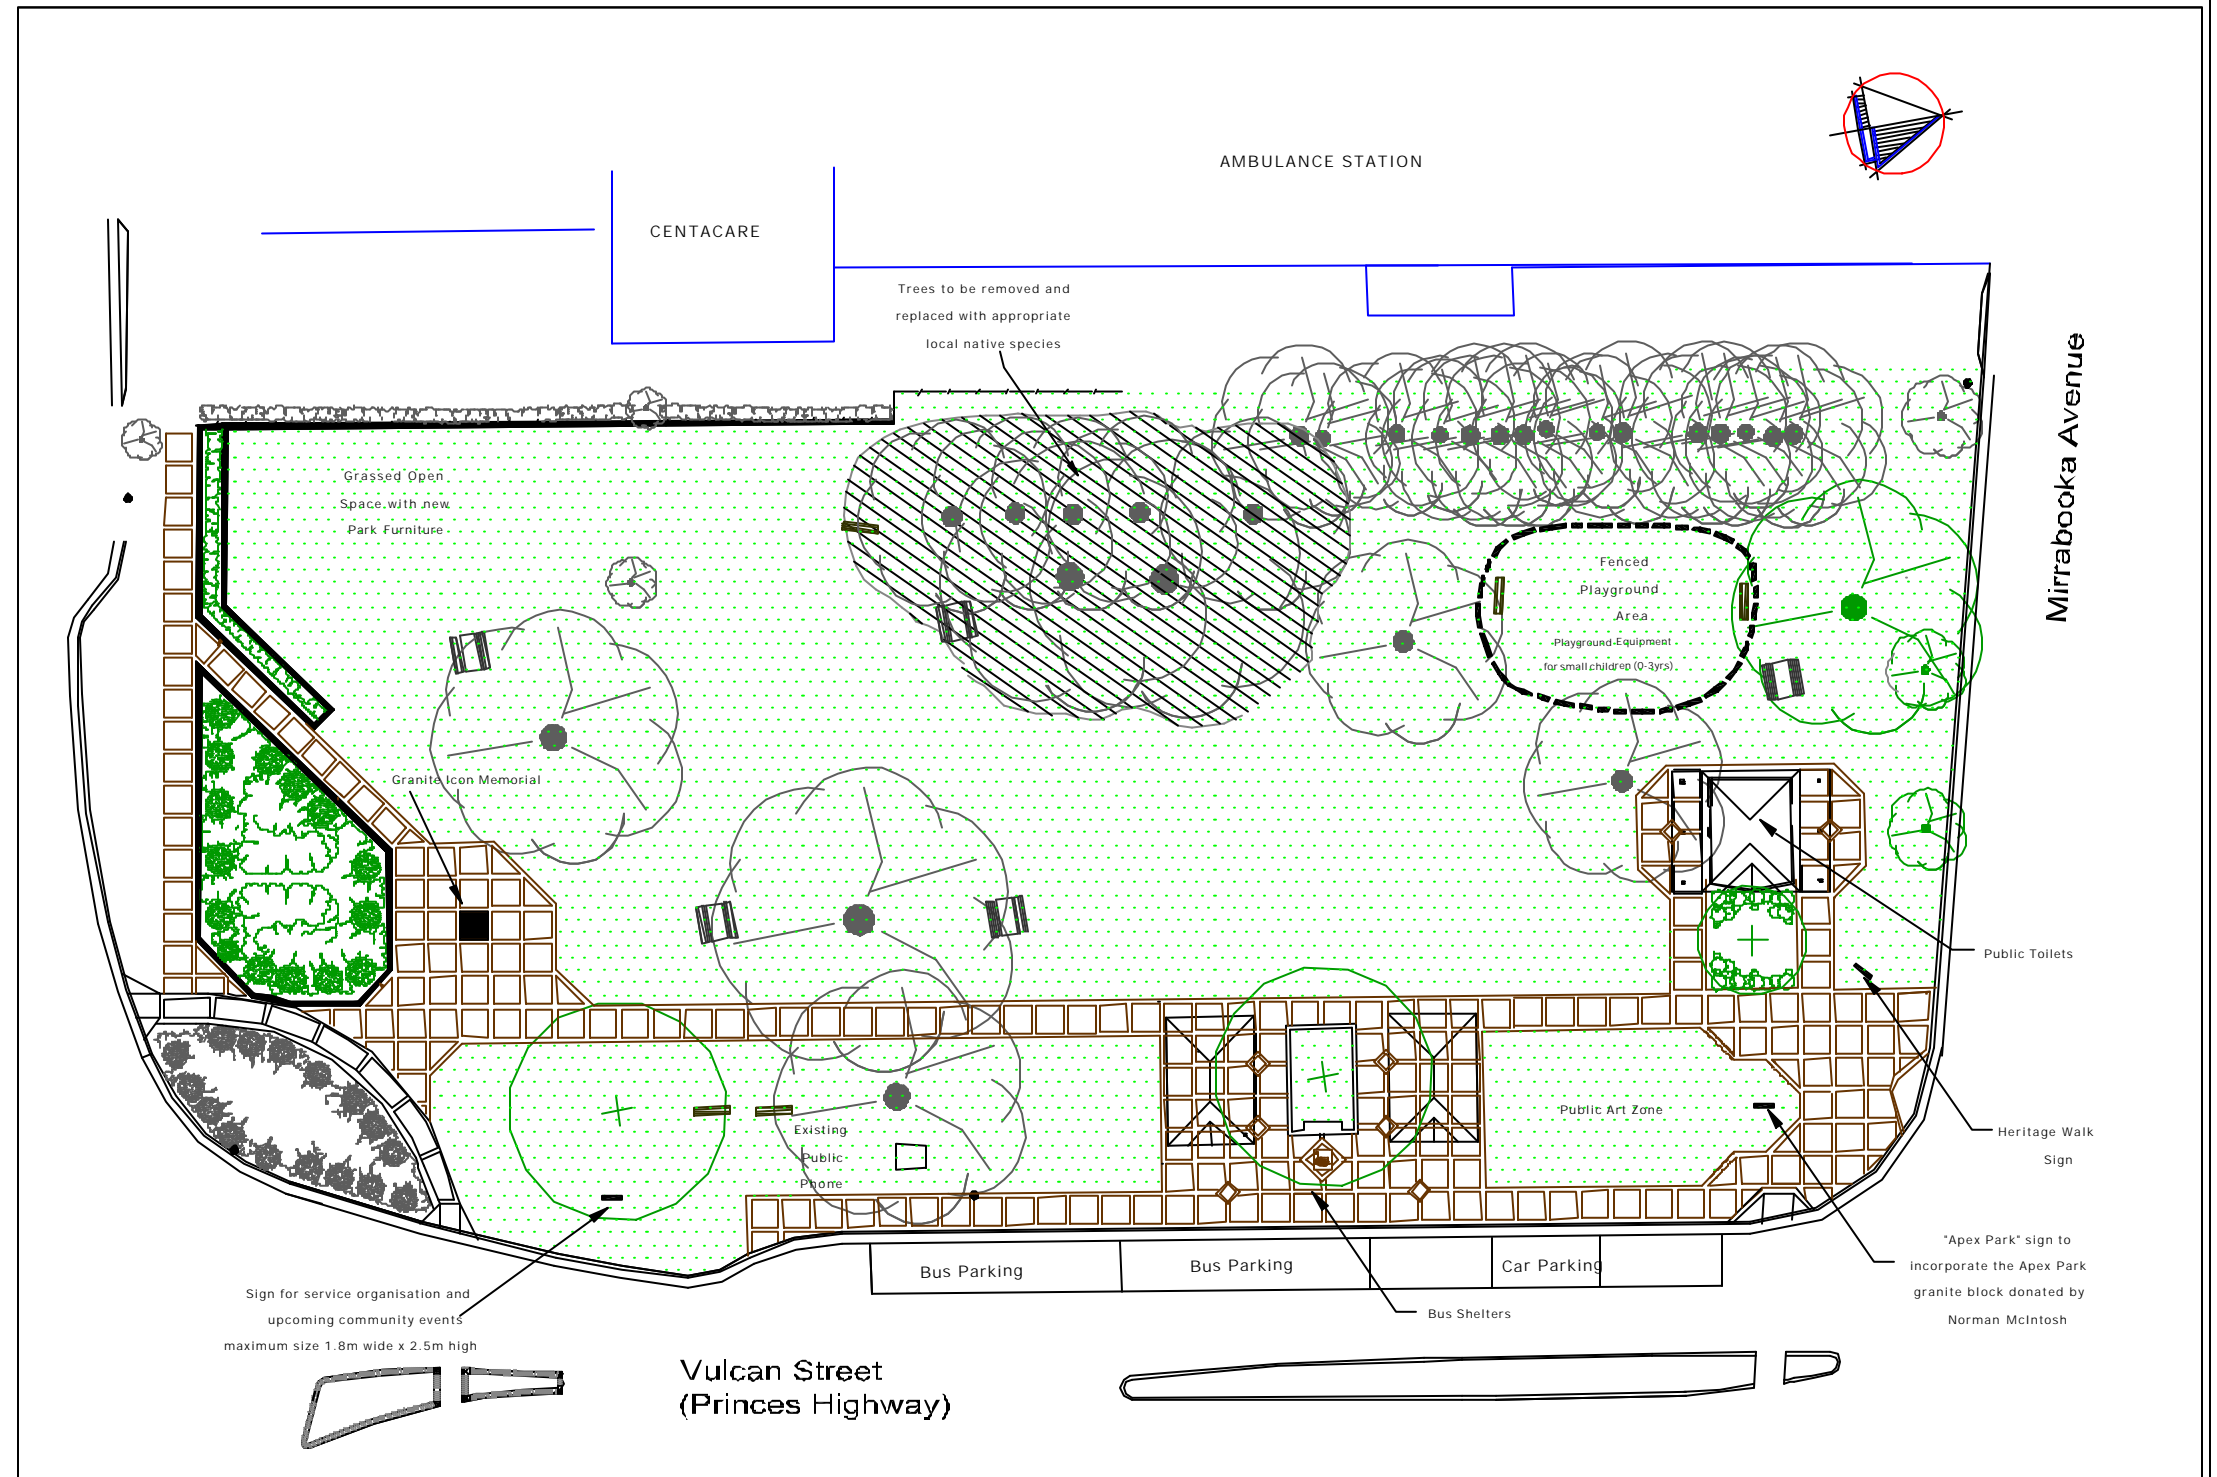 AMBULANCE STATION
CENTACARE
Trees to be removed and
replaced with appropriate
local native species
Mirrabooka Avenue
Grassed Open
Space with new
Park Furniture
Fenced
Playground
Area
Playground Equipment
for small children (0-3yrs)
Granite Icon Memorial
Public Toilets
Existing
Public
Phone
Public Art Zone
Heritage Walk
Sign
"Apex Park" sign to
incorporate the Apex Park
granite block donated by
Norman McIntosh
Bus Parking
Bus Parking
Car Parking
Bus Shelters
Sign for service organisation and
upcoming community events
maximum size 1.8m wide x 2.5m high
Vulcan Street
(Princes Highway)